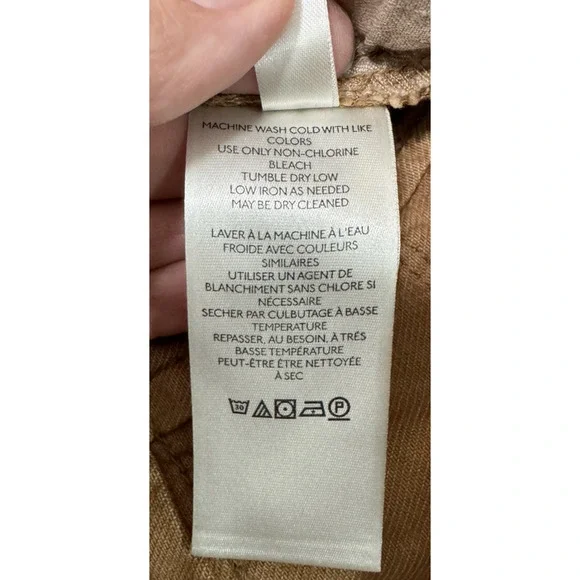 MACHINE WASH COLD WITH LIKE
COLORS
USE ONLY NON-CHLORINE
BLEACH
TUMBLE DRY LOW
LOW IRON AS NEEDED
MAY BE DRY CLEANED
LAVER À LA MACHINE À L'EAU
FROIDE AVEC COULEURS
SIMILAIRES
UTILISER UN AGENT DE
BLANCHIMENT SANS CHLORE SI
NÉCESSAIRE
SECHER PAR CULBUTAGE À BASSE
TEMPERATURE
REPASSER, AU BESOIN, À TRÉS
BASSE TEMPÉRATURE
PEUT-ÊTRE ÊTRE NETTOYÉE
À SEC
30 P